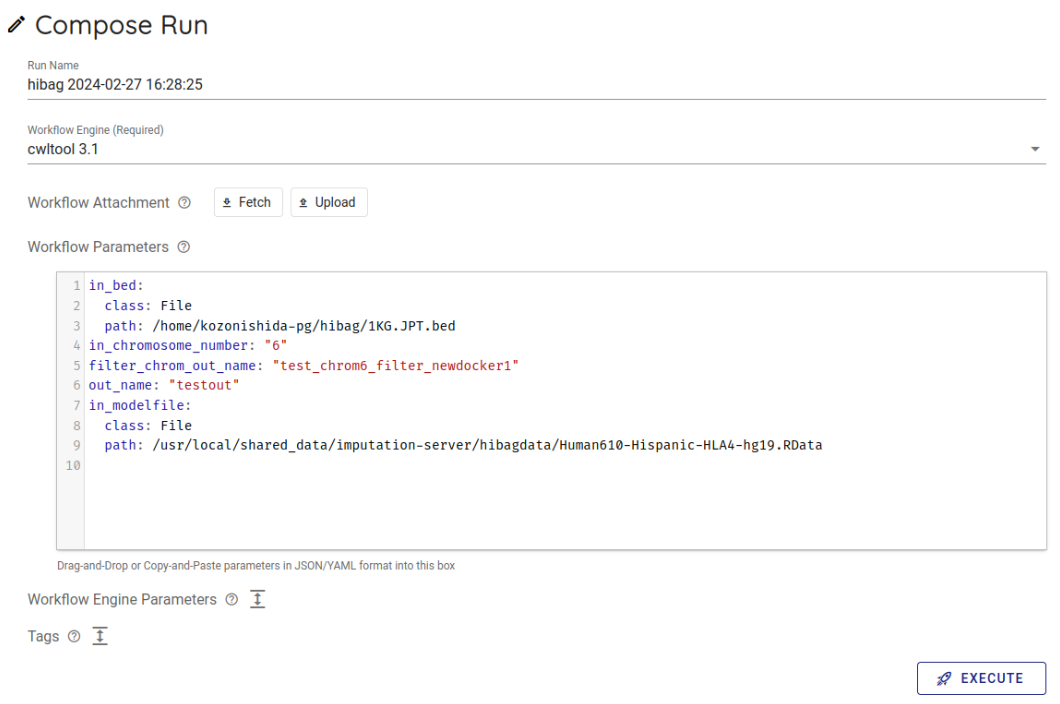 Compose Run
Run Name
hibag 2024-02-27 16:28:25
Workflow Engine (Required)
cwltool 3.1
Workflow Attachment Fetch Upload
Workflow Parameters
1 in_bed:
2   class: File
3   path: /home/kozonishida-pg/hibag/1KG.JPT.bed
4 in_chromosome_number: "6"
5 filter_chrom_out_name: "test_chrom6_filter_newdocker1"
6 out_name: "testout"
7 in_modelfile:
8   class: File
9   path: /usr/local/shared_data/imputation-server/hibagdata/Human610-Hispanic-HLA4-hg19.RData
10
Drag-and-Drop or Copy-and-Paste parameters in JSON/YAML format into this box
Workflow Engine Parameters
Tags
EXECUTE